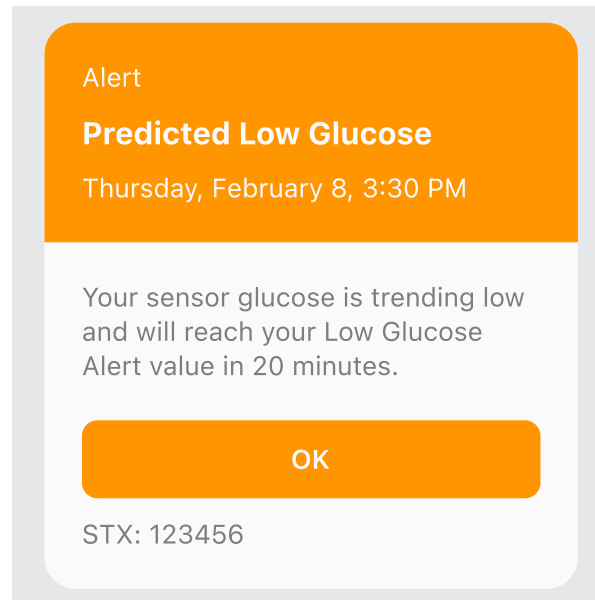 Alert
Predicted Low Glucose
Thursday, February 8, 3:30 PM
Your sensor glucose is trending low
and will reach your Low Glucose
Alert value in 20 minutes.
OK
STX: 123456